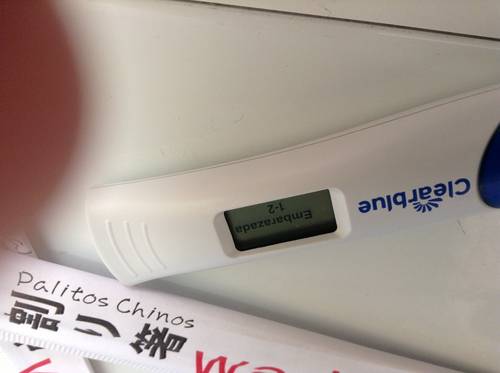 Clearblue
Embarazada
1-2
Palitos Chinos
割り箸